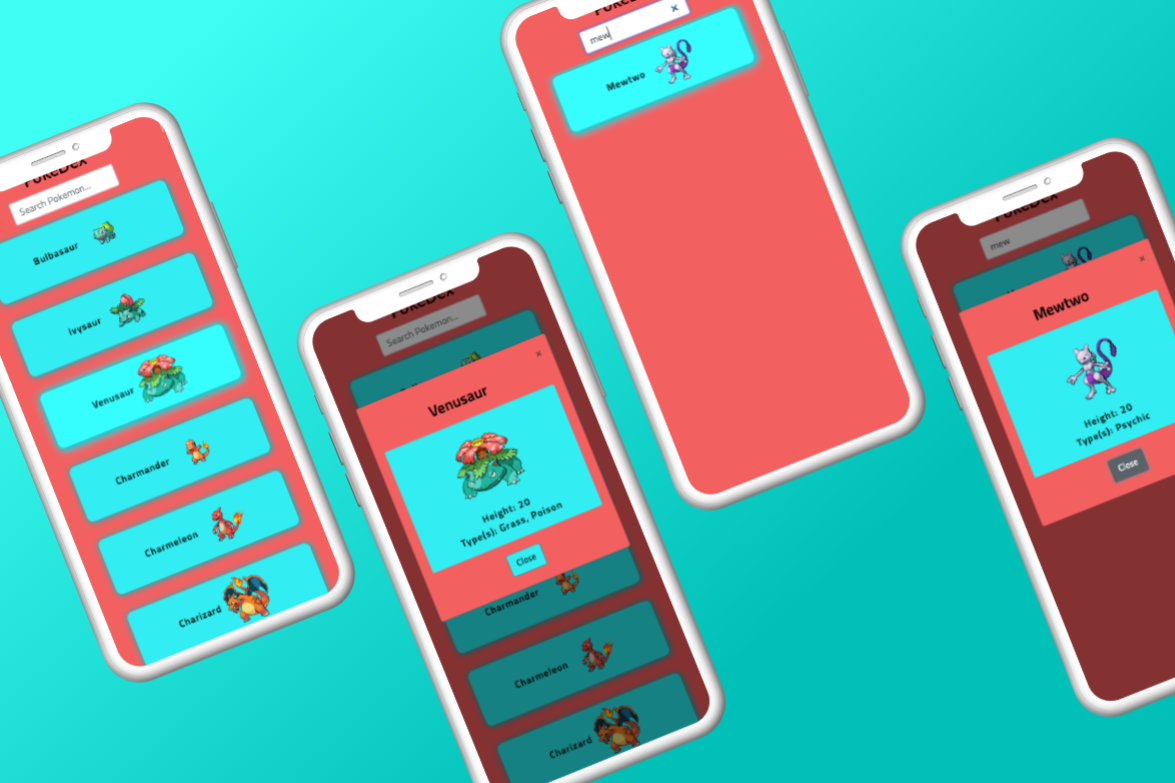 PokeDex
Search Pokemon...
Bulbasaur
Ivysaur
Venusaur
Charmander
Charmeleon
Charizard
PokeDex
Search Pokemon...
Venusaur
Height: 20
Type(s): Grass, Poison
Close
Charmander
Charmeleon
Charizard
PokeDex
mew
×
Mewtwo
PokeDex
mew
×
Mewtwo
Height: 20
Type(s): Psychic
Close